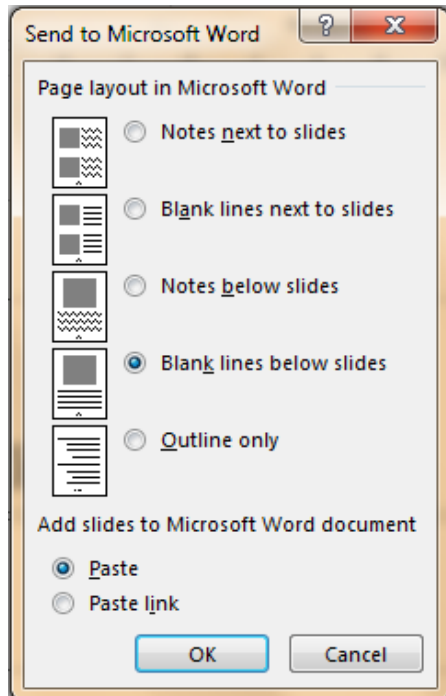 Send to Microsoft Word
?
Page layout in Microsoft Word
Notes next to slides
Blank lines next to slides
Notes below slides
Blank lines below slides
Outline only
Add slides to Microsoft Word document
Paste
Paste link
OK Cancel